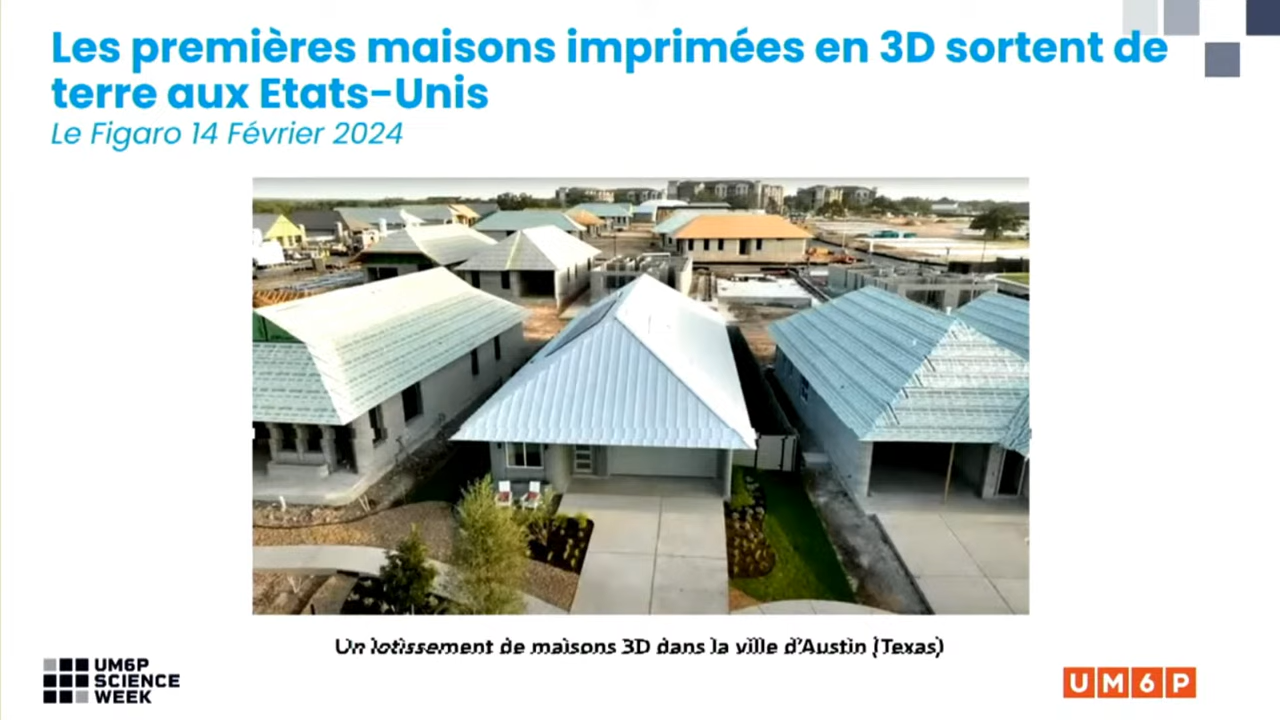 Les premières maisons imprimées en 3D sortent de
terre aux Etats-Unis
Le Figaro 14 Février 2024
Un lotissement de maisons 3D dans la ville d'Austin (Texas)
UM6P
SCIENCE
WEEK
UM6P